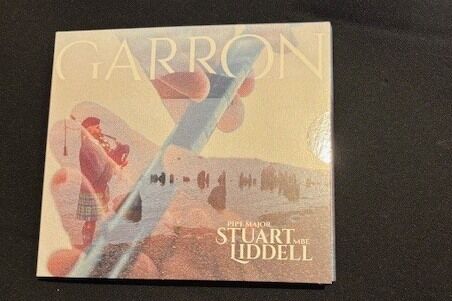 GARRON
PIPE MAJOR
STUART MBE
LIDDELL